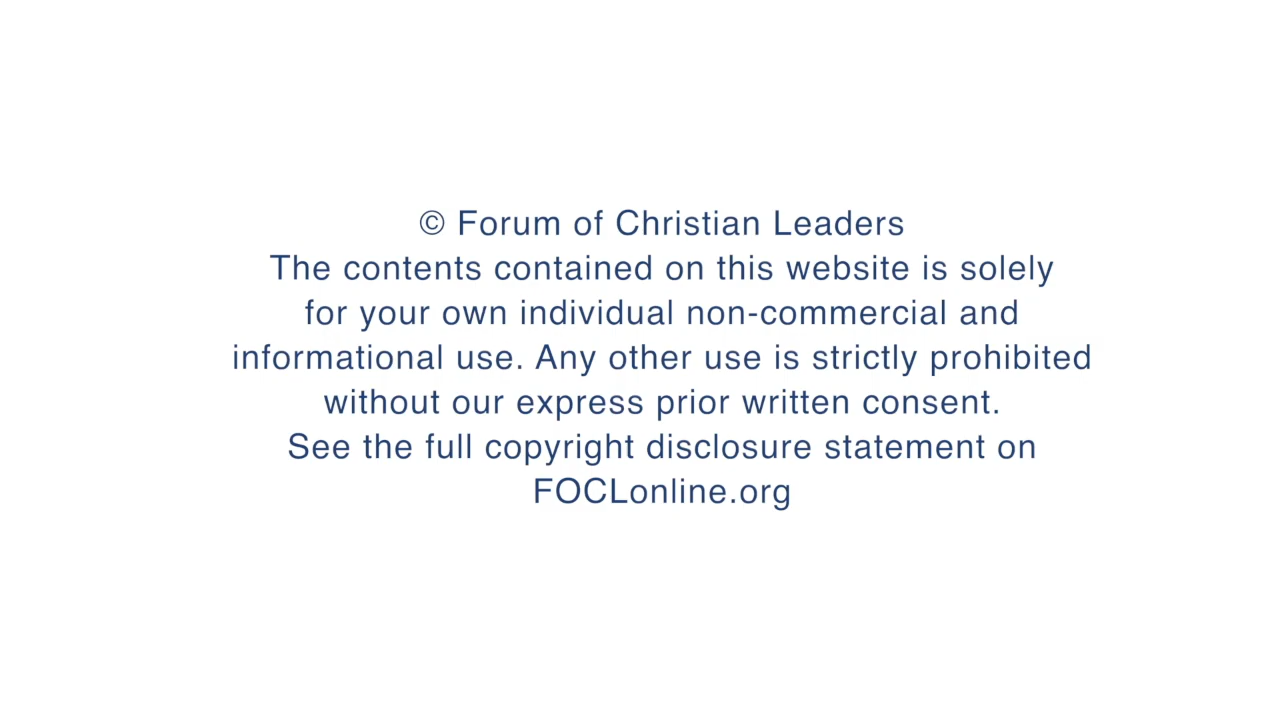 © Forum of Christian Leaders
The contents contained on this website is solely
for your own individual non-commercial and
informational use. Any other use is strictly prohibited
without our express prior written consent.
See the full copyright disclosure statement on
FOCLonline.org